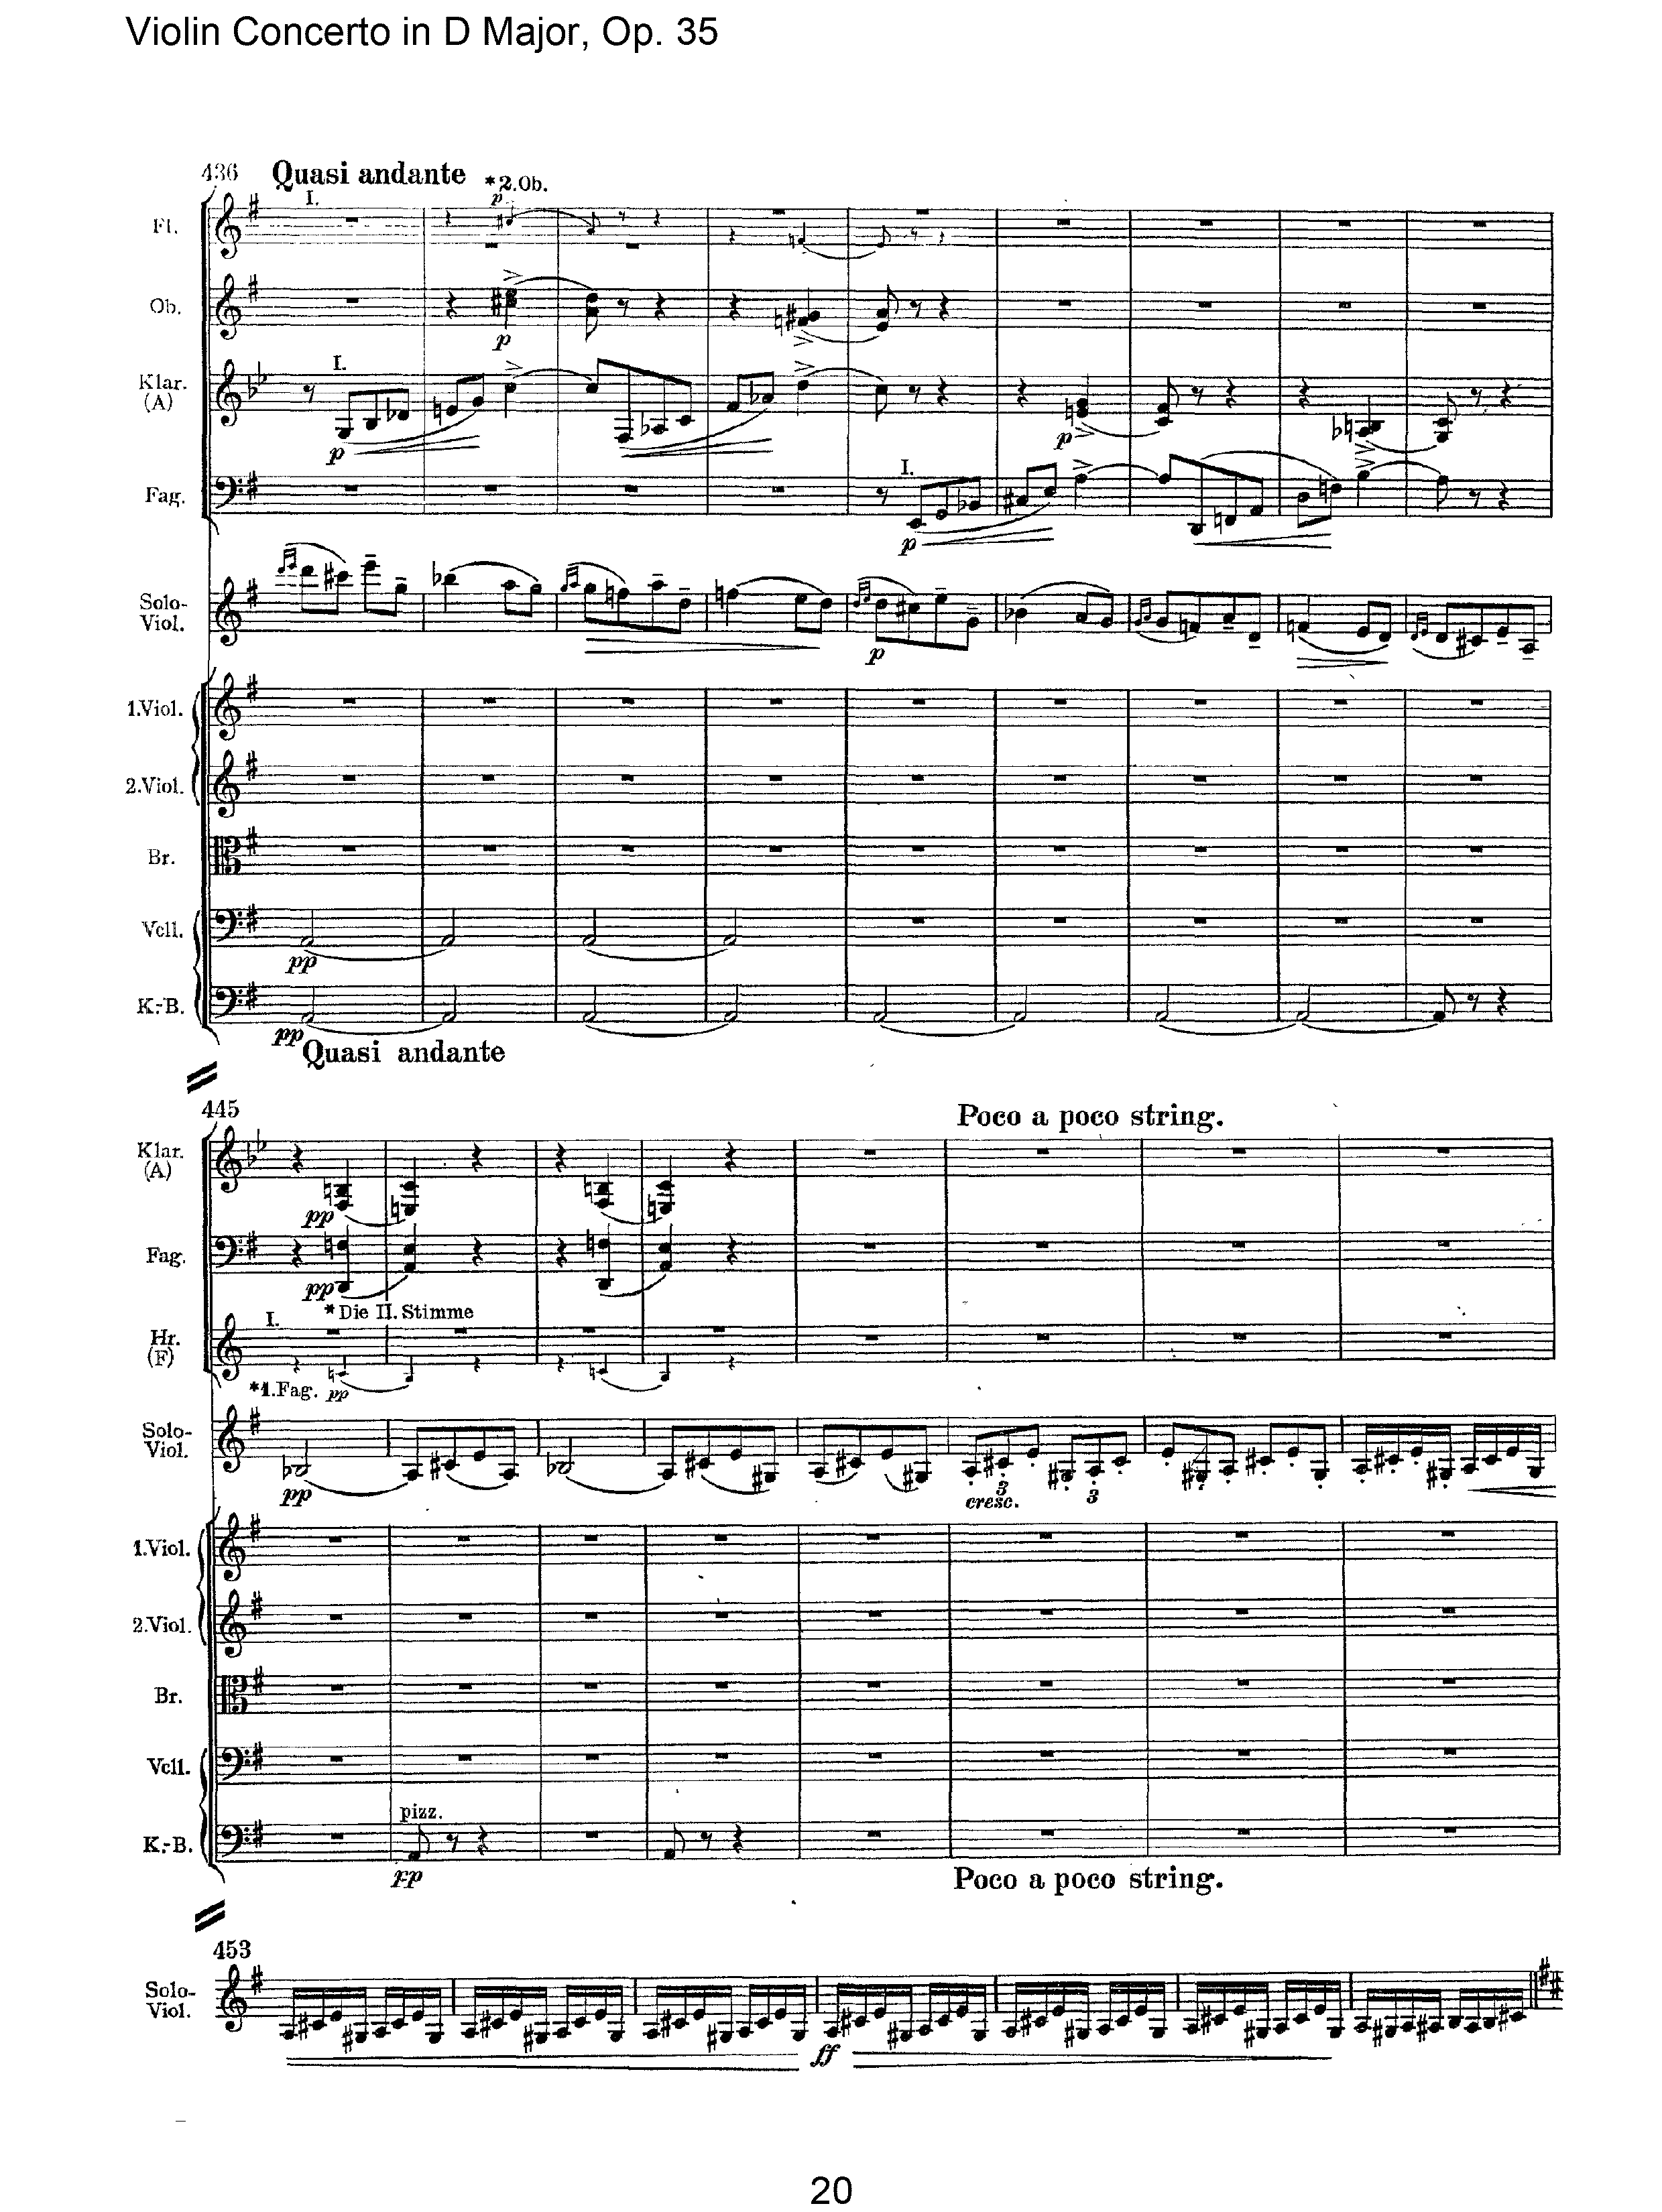 Violin Concerto in D Major, Op. 35
436 Quasi andante *2.Ob.
I. p
Fl.
Ob.
p
I.
Klar.
(A)
p p
I.
Fag.
p
Solo-
Viol.
p
1.Viol.
2.Viol.
Br.
Vcll.
pp
K.-B.
pp
Quasi andante
445 Poco a poco string.
Klar.
(A)
pp
Fag.
pp
*Die II. Stimme
I.
Hr.
(F)
*1.Fag. pp
Solo-
Viol.
pp cresc. 3 3
1.Viol.
2.Viol.
Br.
Vcll.
pizz.
K.-B.
pp
Poco a poco string.
453
Solo-
Viol.
ff
20